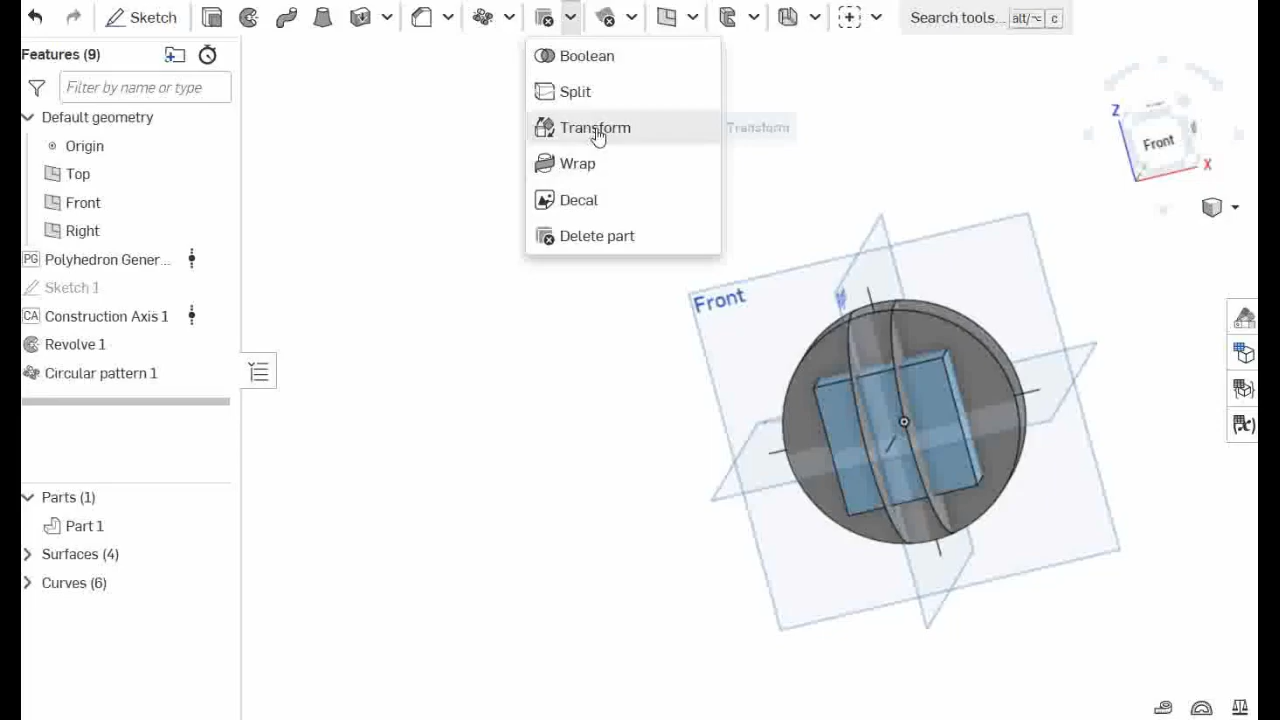 Sketch
Search tools... alt/⌥ c
Features (9)
Filter by name or type
Default geometry
Origin
Top
Front
Right
PG Polyhedron Gener...
Sketch 1
CA Construction Axis 1
Revolve 1
Circular pattern 1
Parts (1)
Part 1
Surfaces (4)
Curves (6)
Boolean
Split
Transform
Transform
Wrap
Decal
Delete part
Z
Front
X
Front
(x)